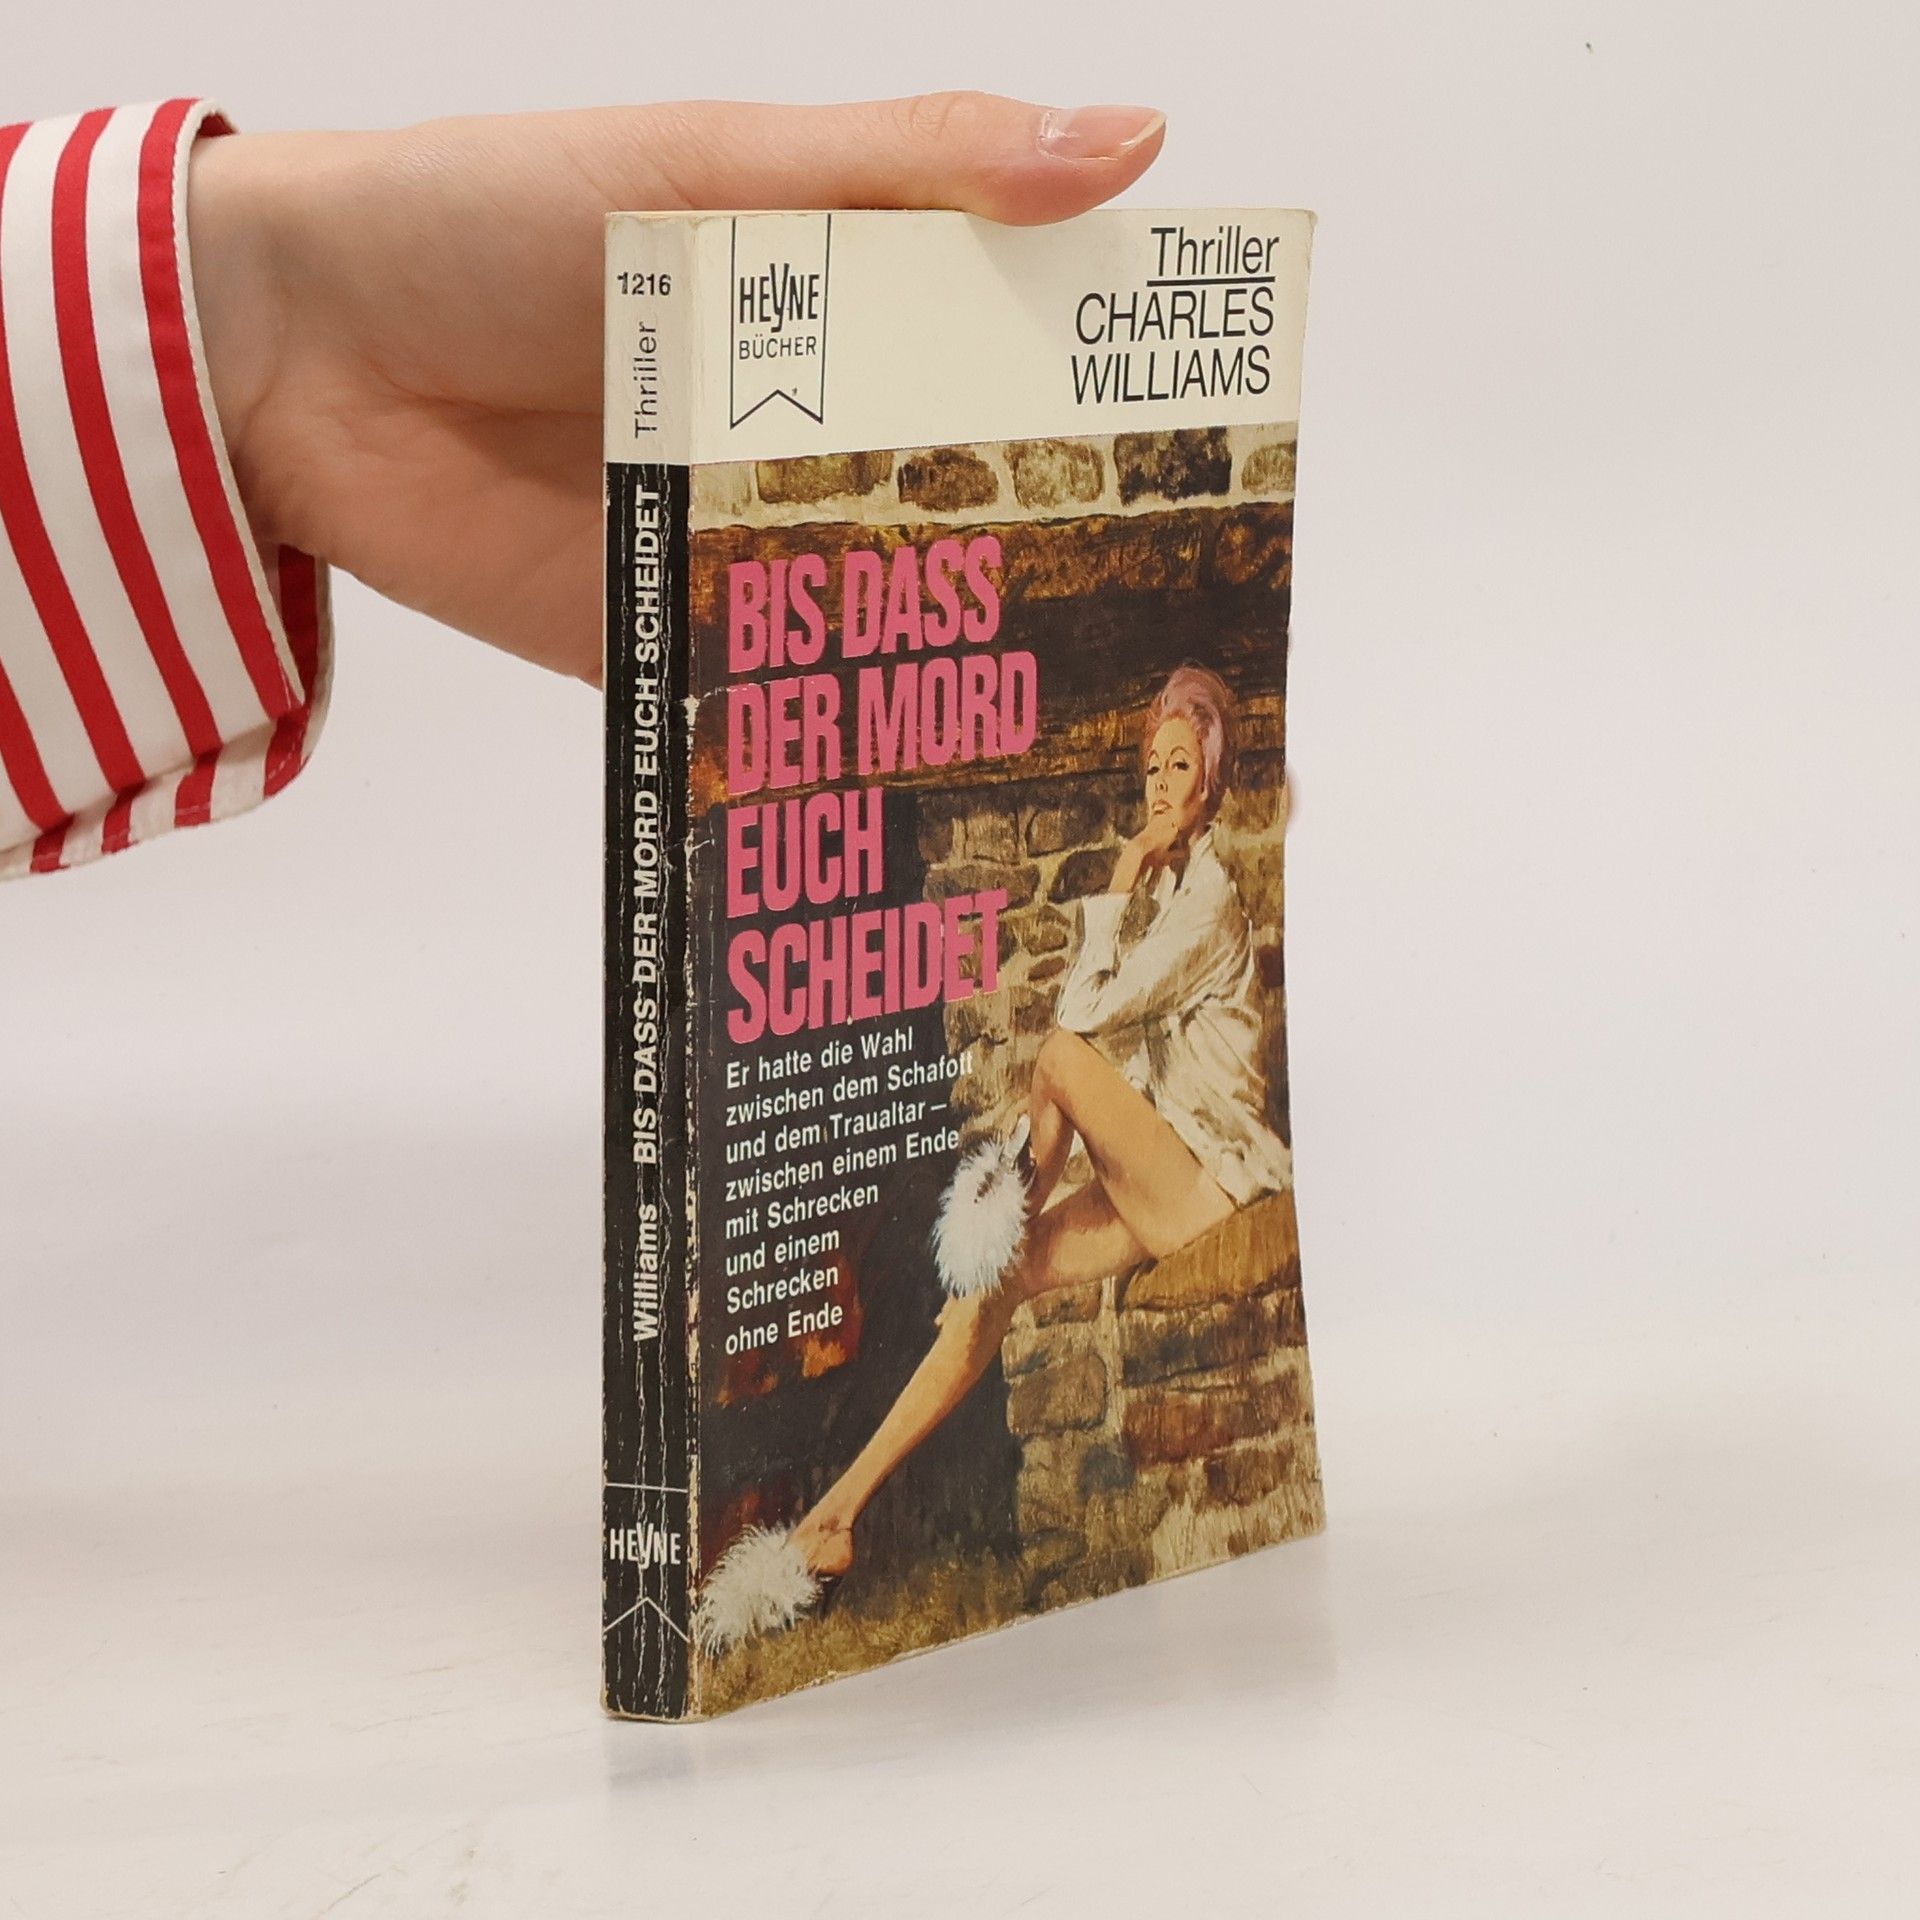 1216
Thriller
BIS DASS DER MORD EUCH SCHEIDET
Williams
HEYNE
HEYNE
BÜCHER
Thriller
CHARLES
WILLIAMS
BIS DASS
DER MORD
EUCH
SCHEIDET
Er hatte die Wahl
zwischen dem Schafott
und dem Traualtar –
zwischen einem Ende
mit Schrecken
und einem
Schrecken
ohne Ende